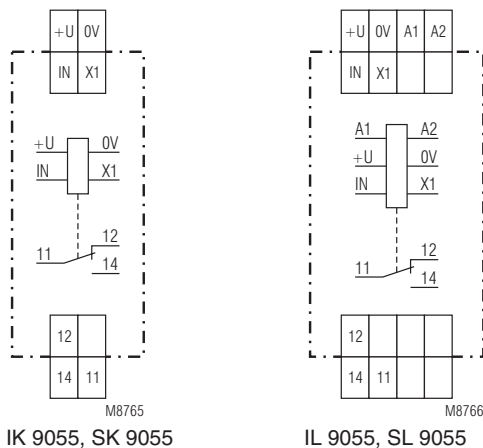 +U 0V
IN X1
+U 0V
IN X1
11 12
14
12
14 11
M8765
IK 9055, SK 9055
+U 0V A1 A2
IN X1
A1 A2
+U 0V
IN X1
11 12
14
12
14 11
M8766
IL 9055, SL 9055